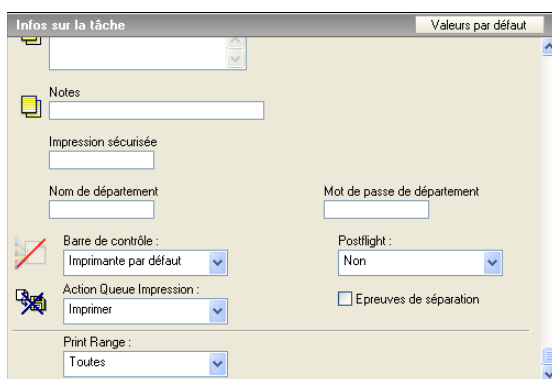 Infos sur la tâche Valeurs par défaut
Notes
Impression sécurisée
Nom de département Mot de passe de département
Barre de contrôle : Postflight :
Imprimante par défaut Non
Action Queue Impression :
Imprimer Epreuves de séparation
Print Range :
Toutes